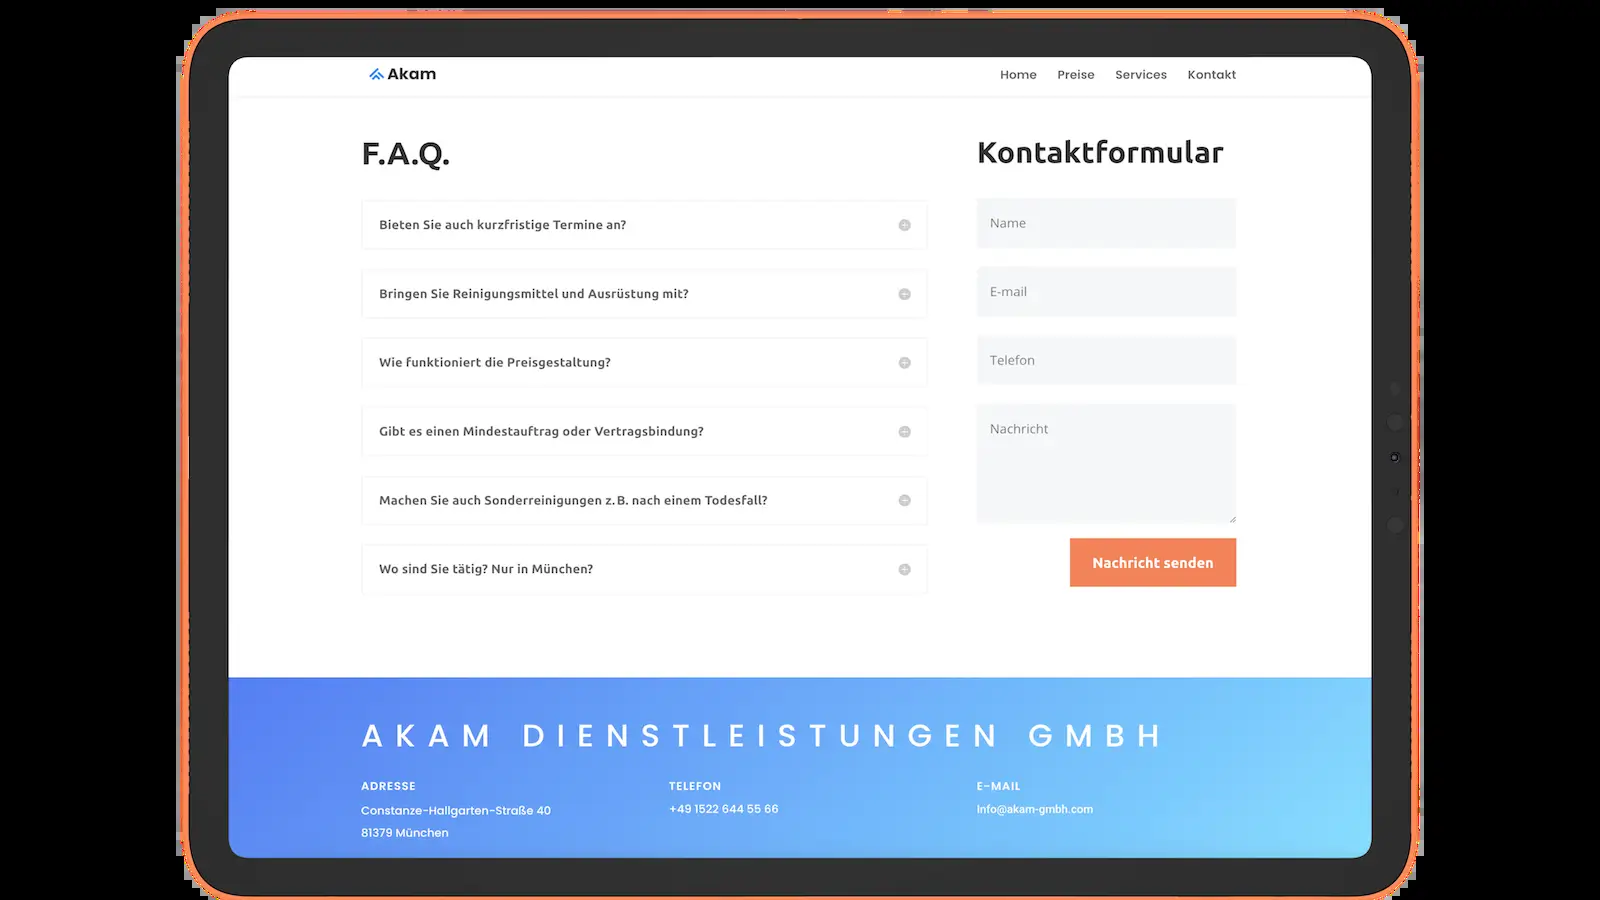 Akam
Home Preise Services Kontakt
F.A.Q.
Bieten Sie auch kurzfristige Termine an?
Bringen Sie Reinigungsmittel und Ausrüstung mit?
Wie funktioniert die Preisgestaltung?
Gibt es einen Mindestauftrag oder Vertragsbindung?
Machen Sie auch Sonderreinigungen z. B. nach einem Todesfall?
Wo sind Sie tätig? Nur in München?
Kontaktformular
Name
E-mail
Telefon
Nachricht
Nachricht senden
AKAM DIENSTLEISTUNGEN GMBH
ADRESSE
Constanze-Hallgarten-Straße 40
81379 München
TELEFON
+49 1522 644 55 66
E-MAIL
Info@akam-gmbh.com